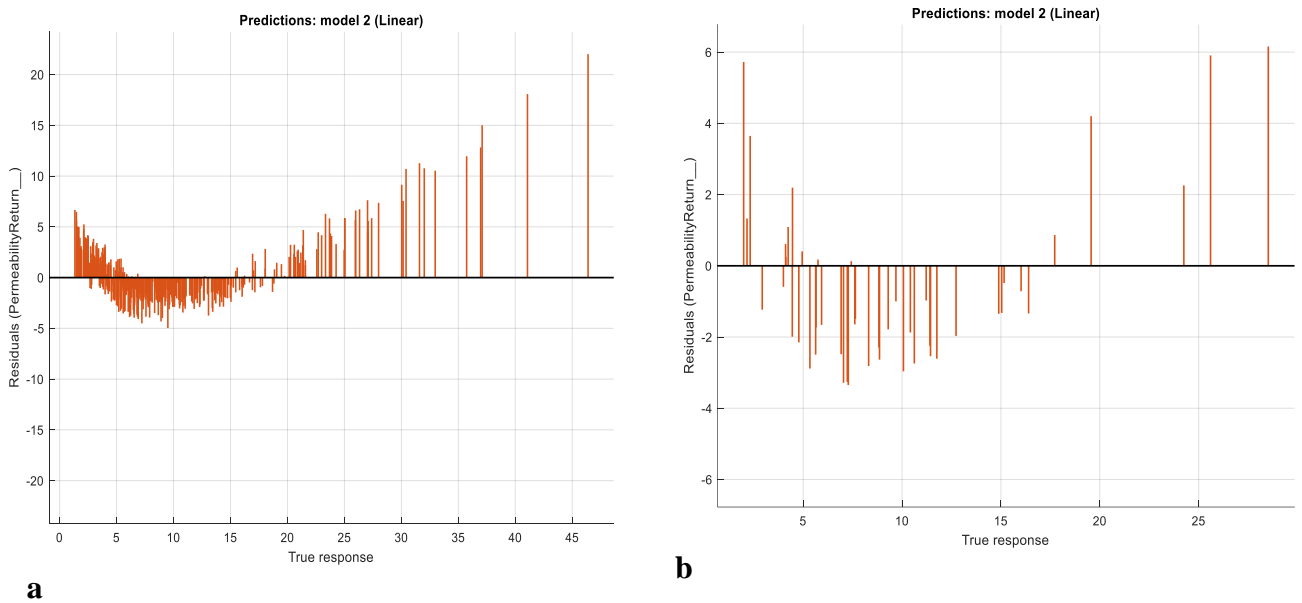 Predictions: model 2 (Linear)
20
15
10
5
0
-5
-10
-15
-20
Residuals (PermeabilityReturn__)
0 5 10 15 20 25 30 35 40 45
True response
a
Predictions: model 2 (Linear)
6
4
2
0
-2
-4
-6
Residuals (PermeabilityReturn__)
5 10 15 20 25
True response
b